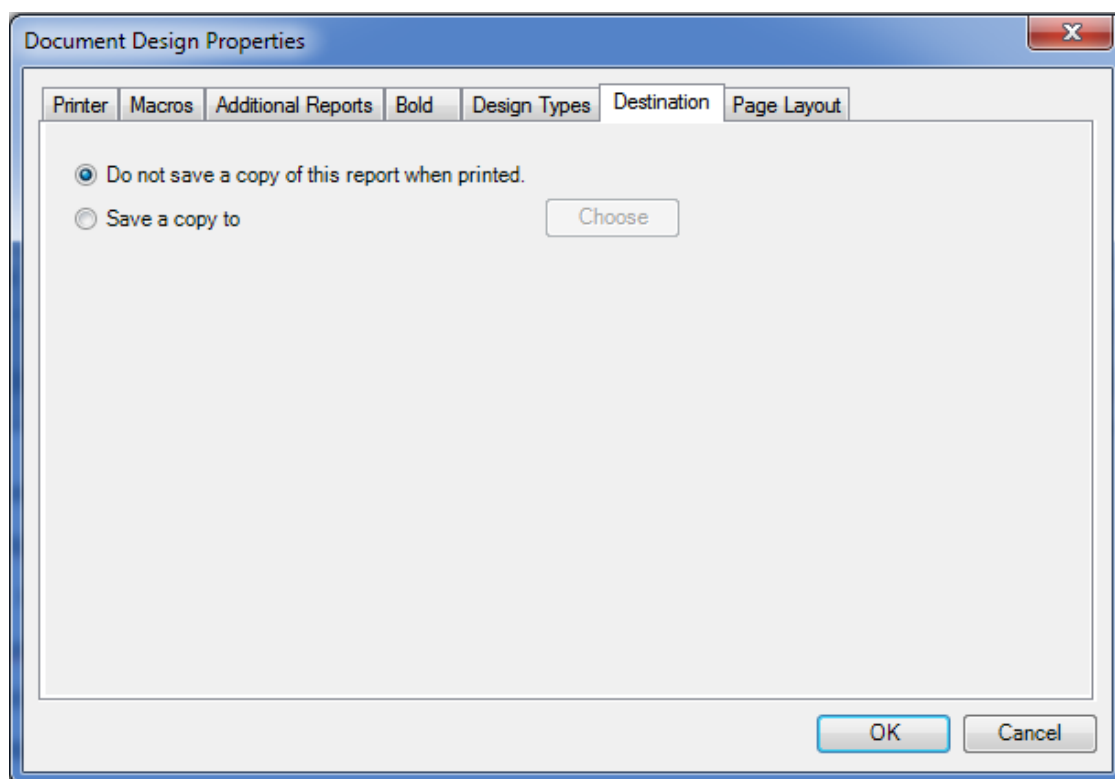 Document Design Properties
Printer Macros Additional Reports Bold Design Types Destination Page Layout
Do not save a copy of this report when printed.
Save a copy to Choose
OK Cancel